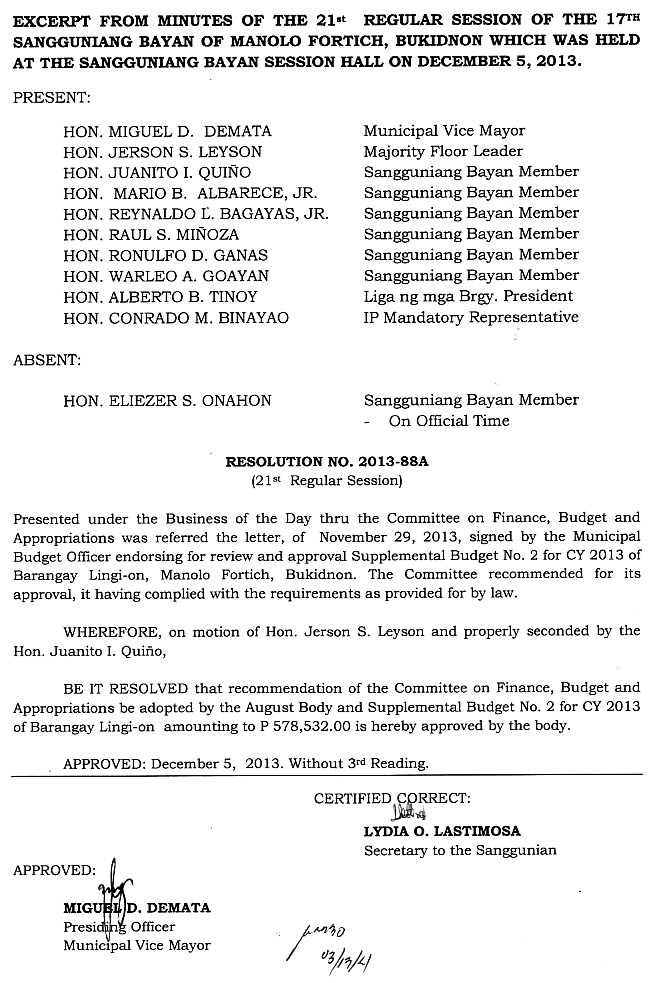 EXCERPT FROM MINUTES OF THE 21st REGULAR SESSION OF THE 17TH
SANGGUNIANG BAYAN OF MANOLO FORTICH, BUKIDNON WHICH WAS HELD
AT THE SANGGUNIANG BAYAN SESSION HALL ON DECEMBER 5, 2013.
PRESENT:
HON. MIGUEL D. DEMATA Municipal Vice Mayor
HON. JERSON S. LEYSON Majority Floor Leader
HON. JUANITO I. QUIÑO Sangguniang Bayan Member
HON. MARIO B. ALBARECE, JR. Sangguniang Bayan Member
HON. REYNALDO L. BAGAYAS, JR. Sangguniang Bayan Member
HON. RAUL S. MIÑOZA Sangguniang Bayan Member
HON. RONULFO D. GANAS Sangguniang Bayan Member
HON. WARLEO A. GOAYAN Sangguniang Bayan Member
HON. ALBERTO B. TINOY Liga ng mga Brgy. President
HON. CONRADO M. BINAYAO IP Mandatory Representative
ABSENT:
HON. ELIEZER S. ONAHON Sangguniang Bayan Member
- On Official Time
RESOLUTION NO. 2013-88A
(21st Regular Session)
Presented under the Business of the Day thru the Committee on Finance, Budget and
Appropriations was referred the letter, of November 29, 2013, signed by the Municipal
Budget Officer endorsing for review and approval Supplemental Budget No. 2 for CY 2013 of
Barangay Lingi-on, Manolo Fortich, Bukidnon. The Committee recommended for its
approval, it having complied with the requirements as provided for by law.
WHEREFORE, on motion of Hon. Jerson S. Leyson and properly seconded by the
Hon. Juanito I. Quiño,
BE IT RESOLVED that recommendation of the Committee on Finance, Budget and
Appropriations be adopted by the August Body and Supplemental Budget No. 2 for CY 2013
of Barangay Lingi-on amounting to P 578,532.00 is hereby approved by the body.
APPROVED: December 5, 2013. Without 3rd Reading.
CERTIFIED CORRECT:
LYDIA O. LASTIMOSA
Secretary to the Sanggunian
APPROVED:
MIGUEL D. DEMATA
Presiding Officer
Municipal Vice Mayor